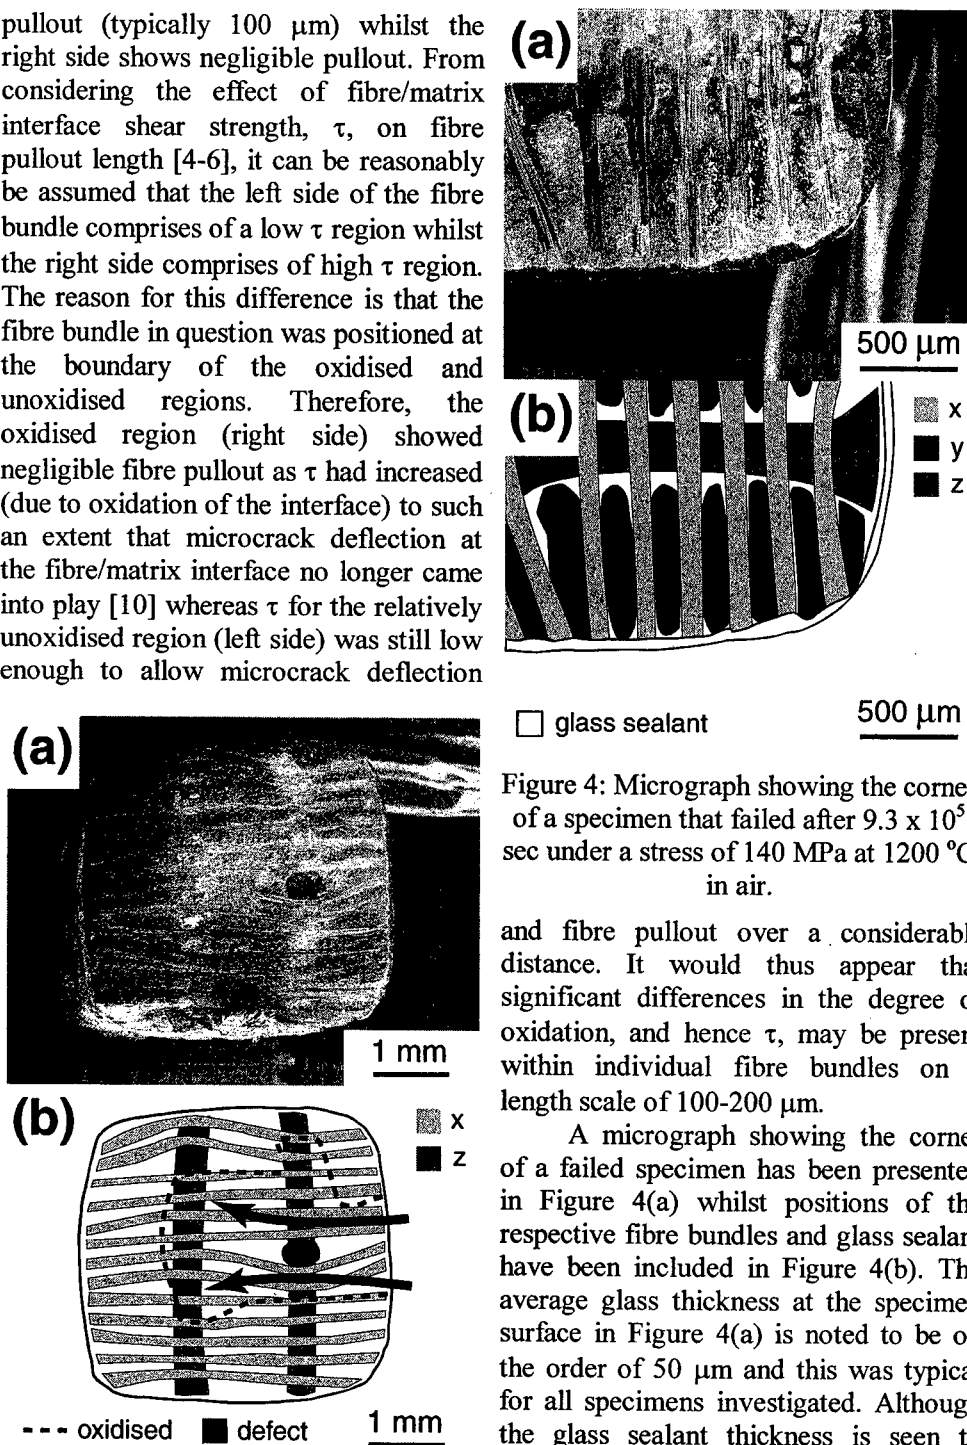 pullout (typically 100 μm) whilst the
right side shows negligible pullout. From
considering the effect of fibre/matrix
interface shear strength, τ, on fibre
pullout length [4-6], it can be reasonably
be assumed that the left side of the fibre
bundle comprises of a low τ region whilst
the right side comprises of high τ region.
The reason for this difference is that the
fibre bundle in question was positioned at
the boundary of the oxidised and
unoxidised regions. Therefore, the
oxidised region (right side) showed
negligible fibre pullout as τ had increased
(due to oxidation of the interface) to such
an extent that microcrack deflection at
the fibre/matrix interface no longer came
into play [10] whereas τ for the relatively
unoxidised region (left side) was still low
enough to allow microcrack deflection
(a)
1 mm
(b)
x
z
oxidised
defect
1 mm
(a)
500 μm
(b)
x
y
z
glass sealant
500 μm
Figure 4: Micrograph showing the corne
of a specimen that failed after 9.3 x 10⁵
sec under a stress of 140 MPa at 1200 °C
in air.
and fibre pullout over a considerabl
distance. It would thus appear tha
significant differences in the degree o
oxidation, and hence τ, may be presen
within individual fibre bundles on
length scale of 100-200 μm.
A micrograph showing the corne
of a failed specimen has been presente
in Figure 4(a) whilst positions of th
respective fibre bundles and glass sealan
have been included in Figure 4(b). Th
average glass thickness at the specime
surface in Figure 4(a) is noted to be o
the order of 50 μm and this was typica
for all specimens investigated. Althoug
the glass sealant thickness is seen t